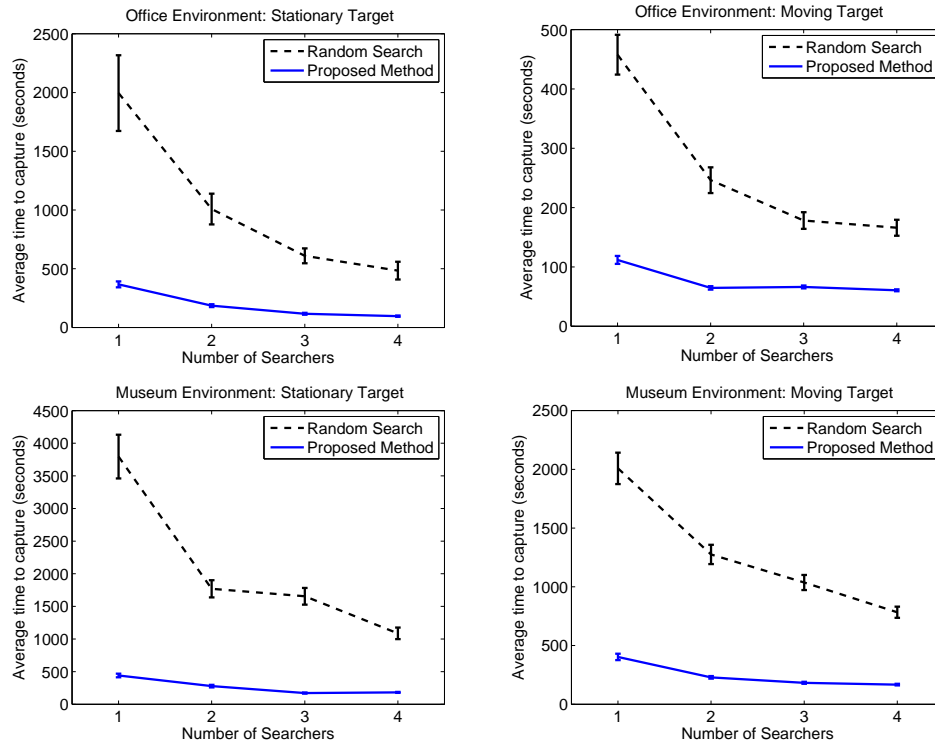 Office Environment: Stationary Target
2500
2000
1500
1000
500
0
Average time to capture (seconds)
Random Search
Proposed Method
1 2 3 4
Number of Searchers
Office Environment: Moving Target
500
400
300
200
100
0
Average time to capture (seconds)
Random Search
Proposed Method
1 2 3 4
Number of Searchers
Museum Environment: Stationary Target
4500
4000
3500
3000
2500
2000
1500
1000
500
0
Average time to capture (seconds)
Random Search
Proposed Method
1 2 3 4
Number of Searchers
Museum Environment: Moving Target
2500
2000
1500
1000
500
0
Average time to capture (seconds)
Random Search
Proposed Method
1 2 3 4
Number of Searchers